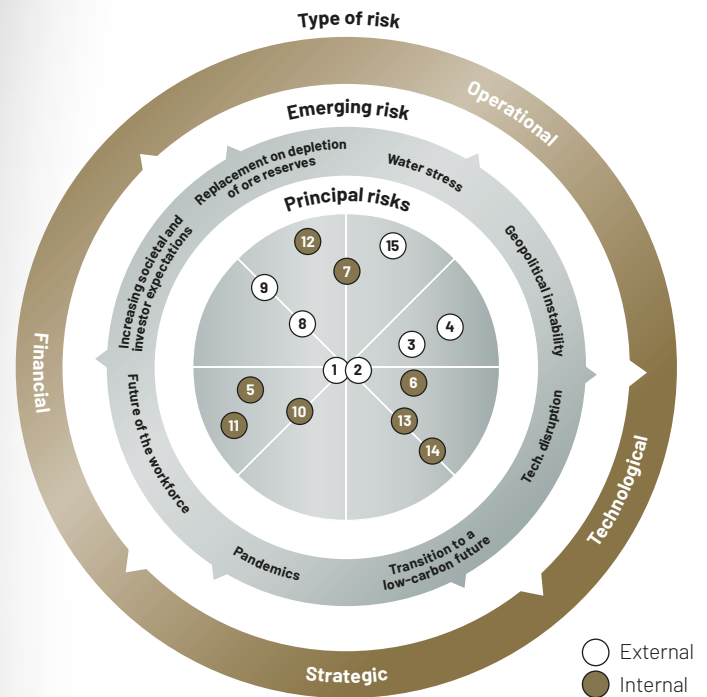 Type of risk
Operational
Emerging risk
Replacement on depletion
of ore reserves
Water stress
Increasing societal and
investor expectations
Geopolitical instability
Principal risks
12
15
7
9
8
4
3
1
2
Financial
5
6
10
11
13
14
Future of the workforce
Tech. disruption
Technological
Pandemics
Transition to a
low-carbon future
Strategic
External
Internal